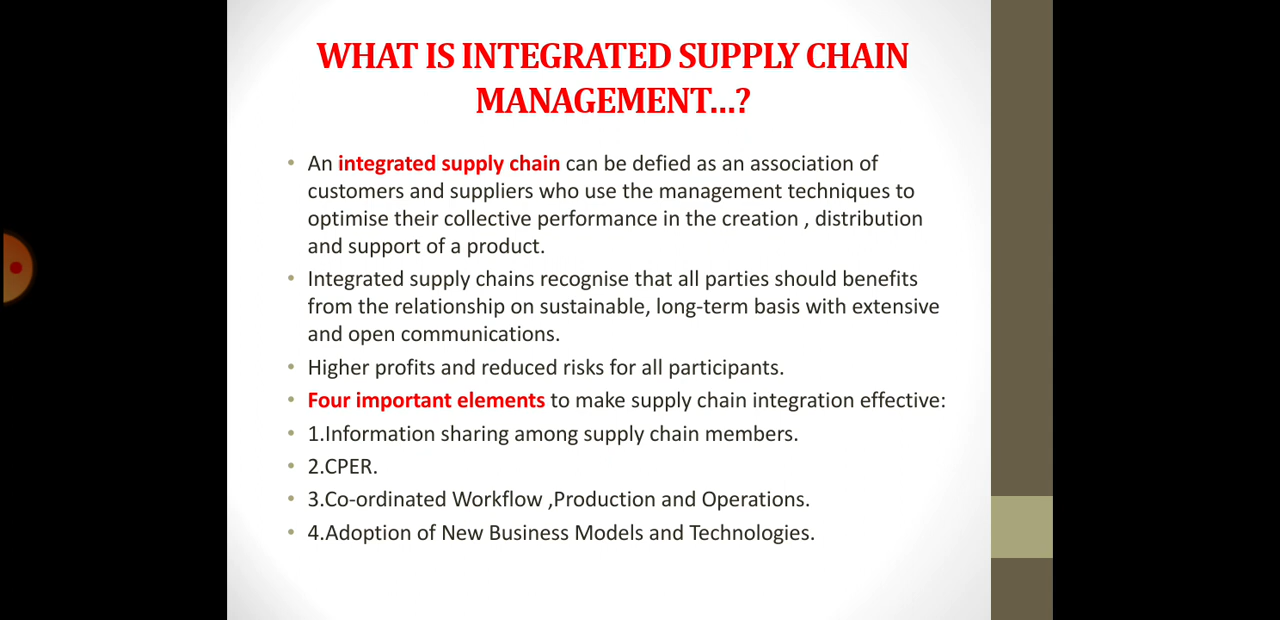 WHAT IS INTEGRATED SUPPLY CHAIN
MANAGEMENT...?
• An integrated supply chain can be defied as an association of
customers and suppliers who use the management techniques to
optimise their collective performance in the creation , distribution
and support of a product.
• Integrated supply chains recognise that all parties should benefits
from the relationship on sustainable, long-term basis with extensive
and open communications.
• Higher profits and reduced risks for all participants.
• Four important elements to make supply chain integration effective:
• 1.Information sharing among supply chain members.
• 2.CPER.
• 3.Co-ordinated Workflow ,Production and Operations.
• 4.Adoption of New Business Models and Technologies.